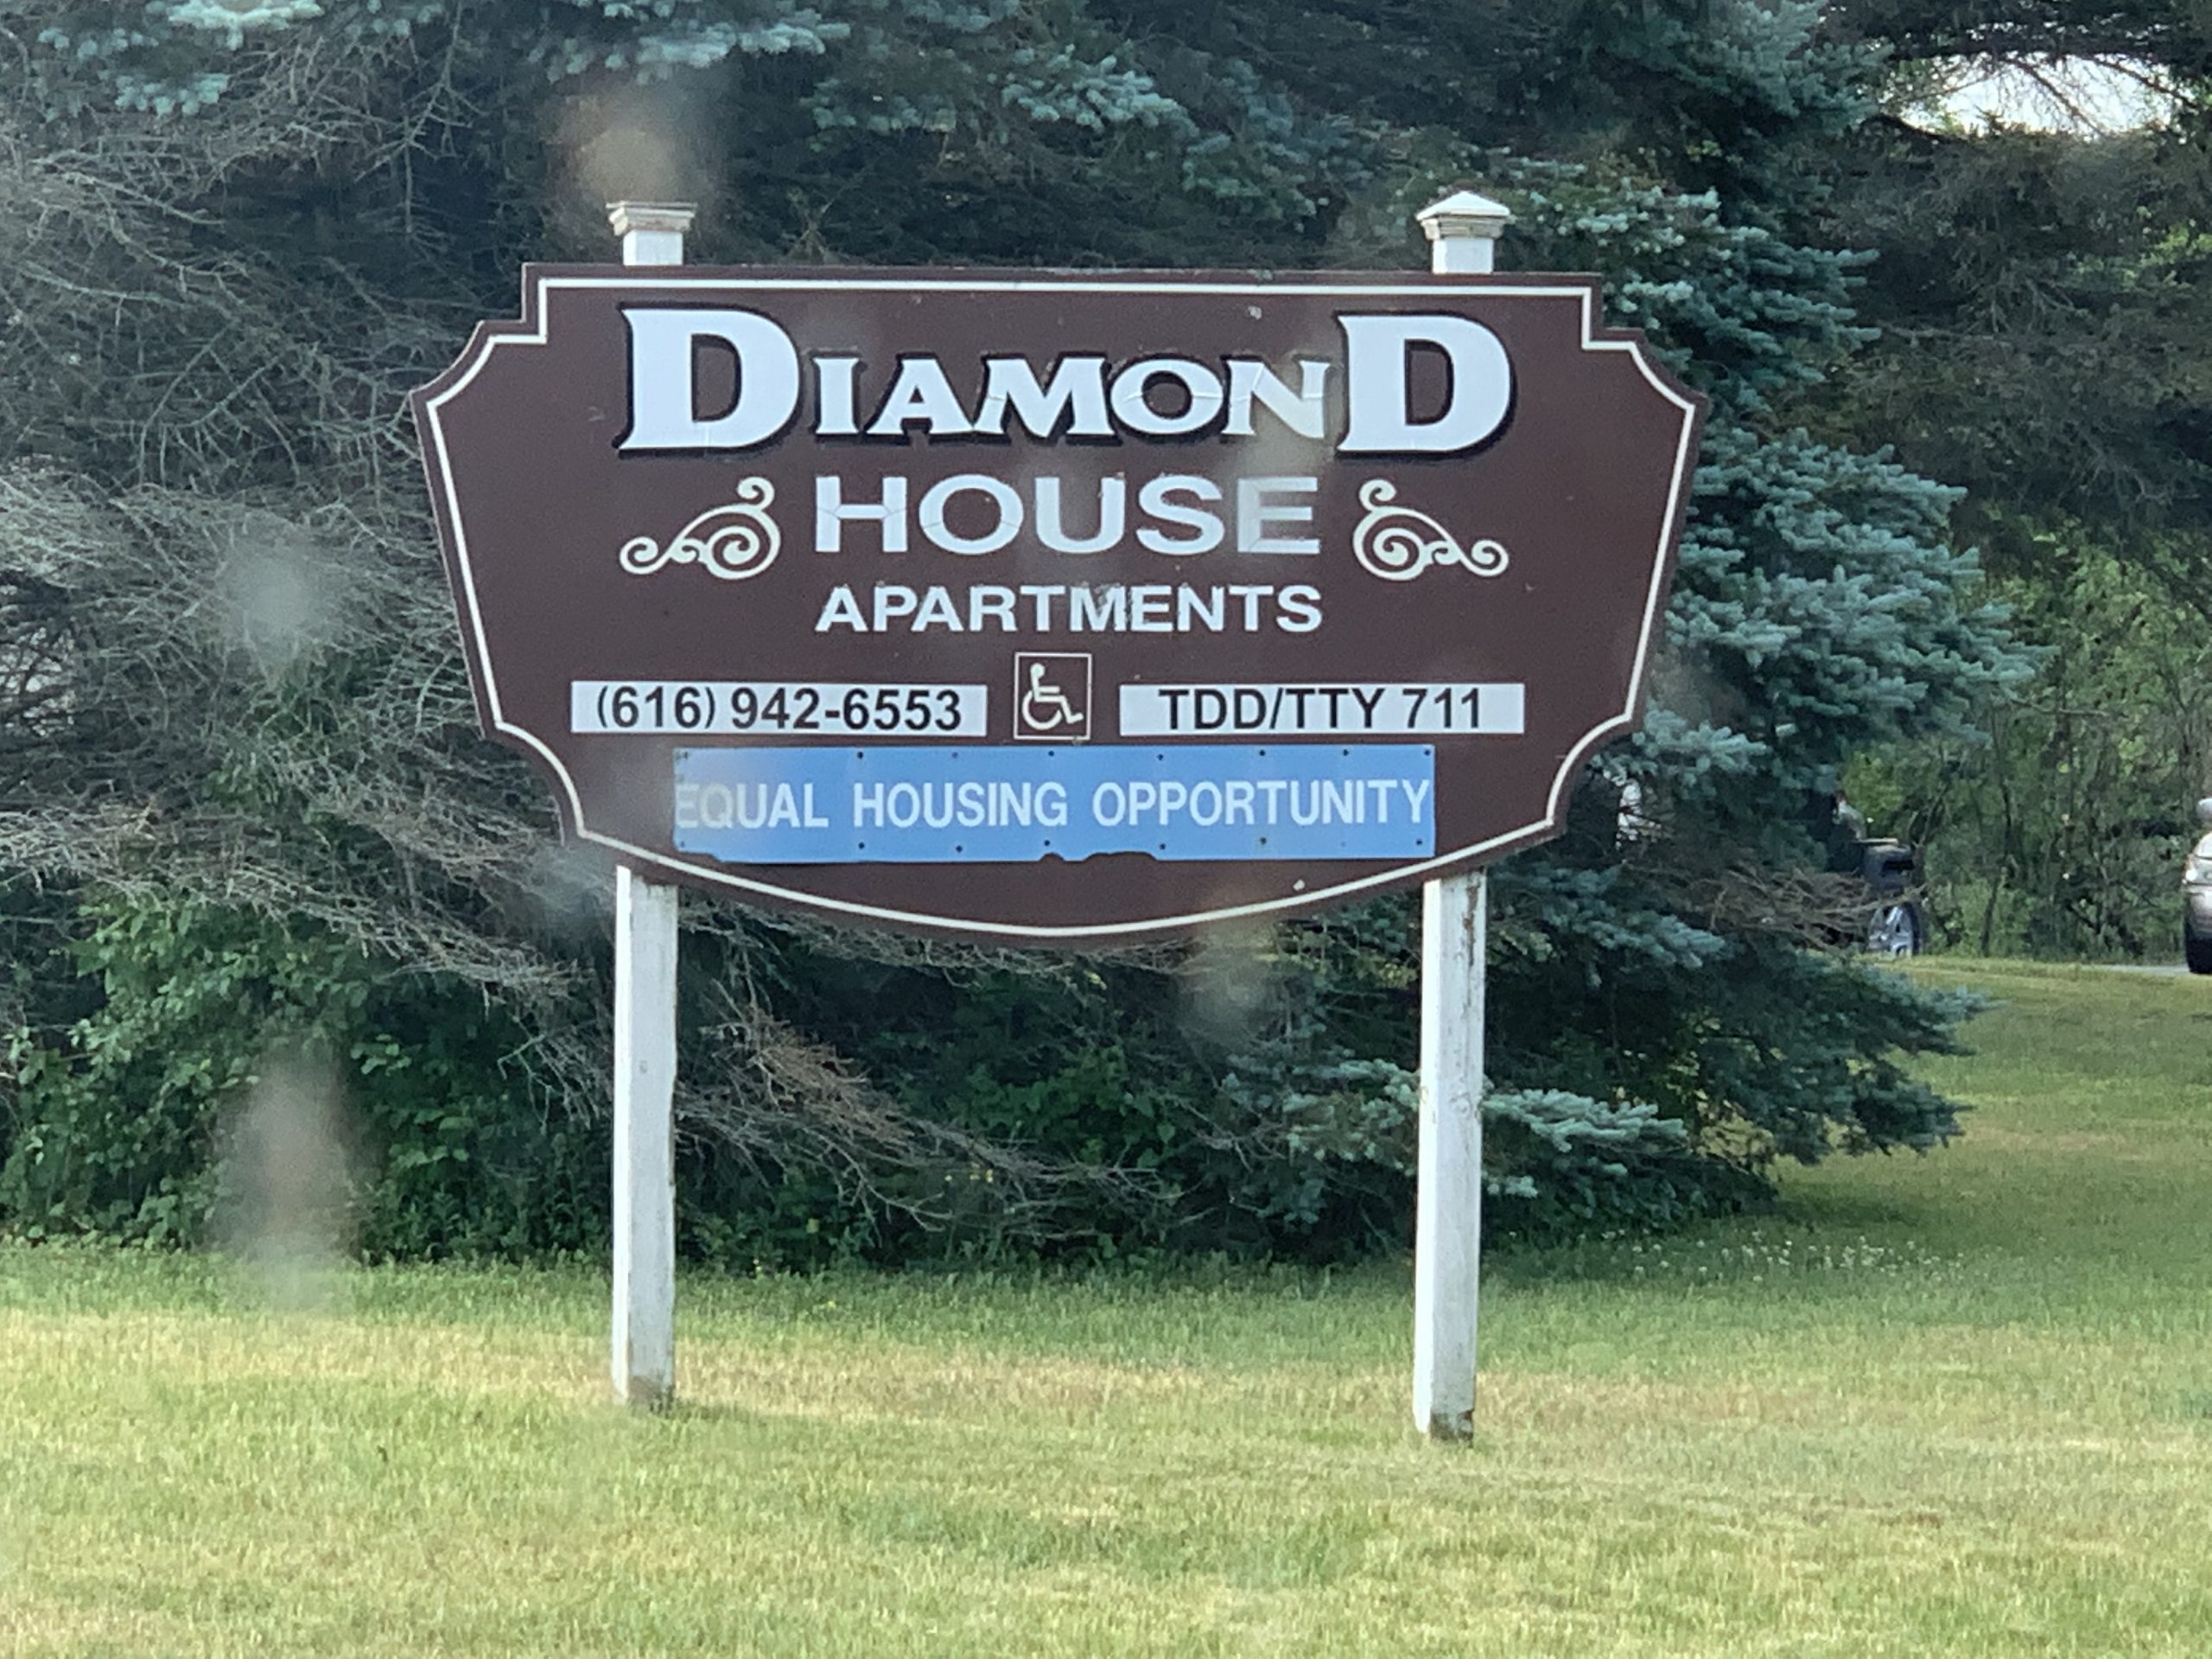 DIAMOND
HOUSE
APARTMENTS
(616) 942-6553 TDD/TTY 711
EQUAL HOUSING OPPORTUNITY